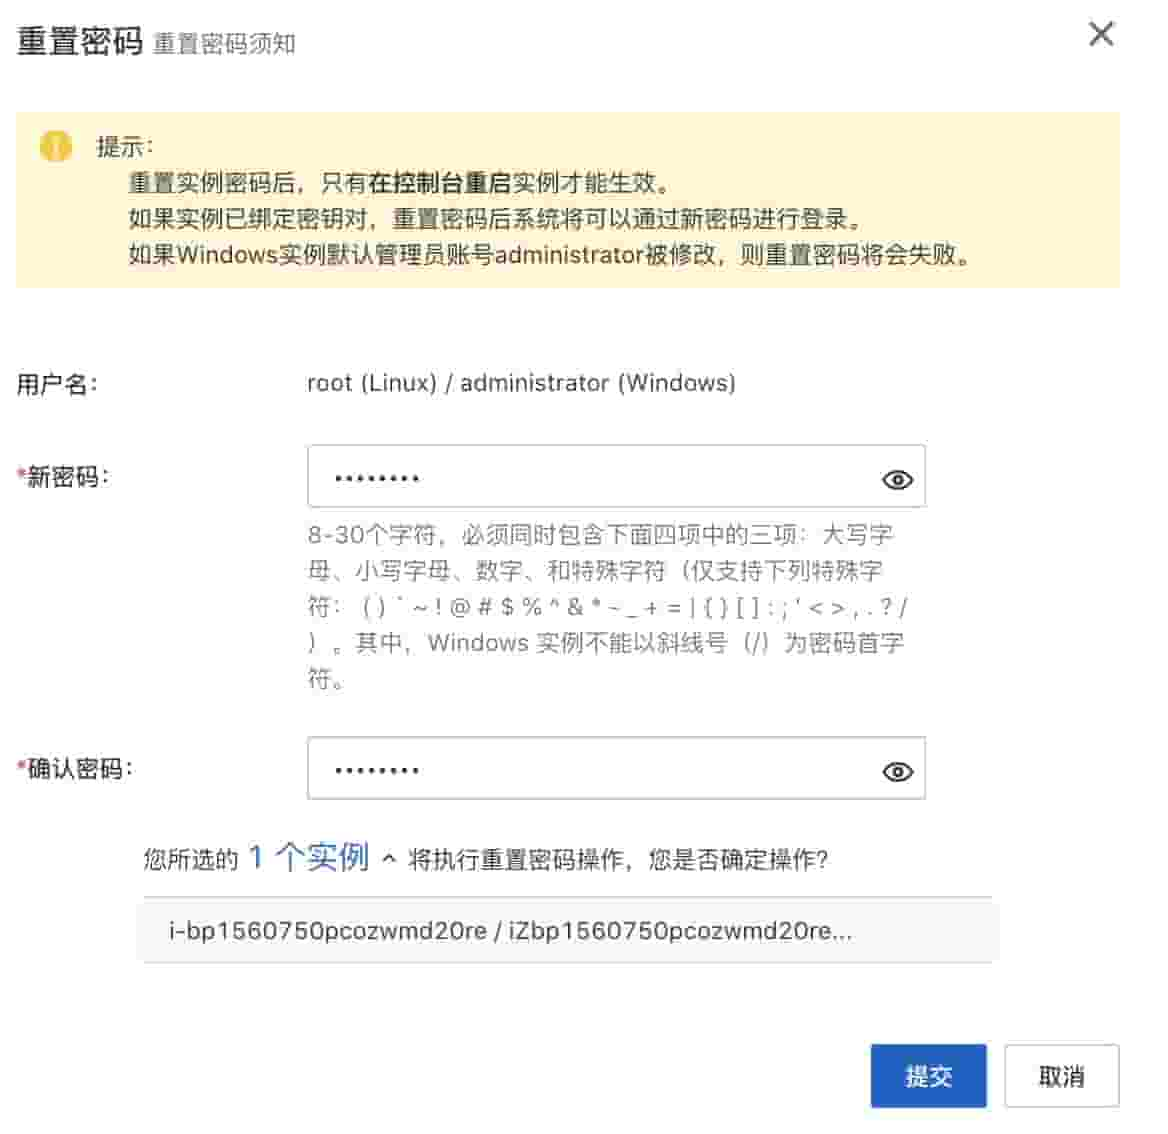 重置密码 重置密码须知
提示：
重置实例密码后，只有在控制台重启实例才能生效。
如果实例已绑定密钥对，重置密码后系统将可以通过新密码进行登录。
如果Windows实例默认管理员账号administrator被修改，则重置密码将会失败。
用户名： root (Linux) / administrator (Windows)
*新密码： ••••••••
8-30个字符，必须同时包含下面四项中的三项：大写字
母、小写字母、数字、和特殊字符（仅支持下列特殊字
符： ( ) ` ~ ! @ # $ % ^ & * - _ + = | { } [ ] : ; ' < > , . ? /
）。其中，Windows 实例不能以斜线号（/）为密码首字
符。
*确认密码： ••••••••
您所选的 1 个实例 ^ 将执行重置密码操作，您是否确定操作？
i-bp1560750pcozwmd20re / iZbp1560750pcozwmd20re...
提交 取消